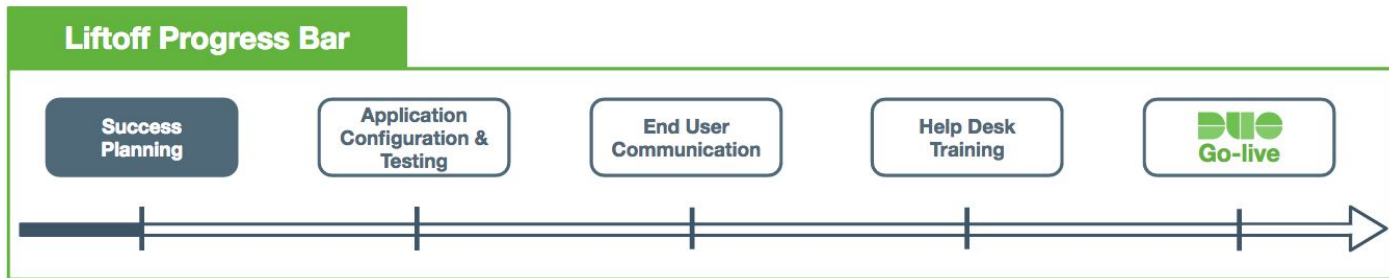 Liftoff Progress Bar
Success
Planning
Application
Configuration &
Testing
End User
Communication
Help Desk
Training
DUO
Go-live